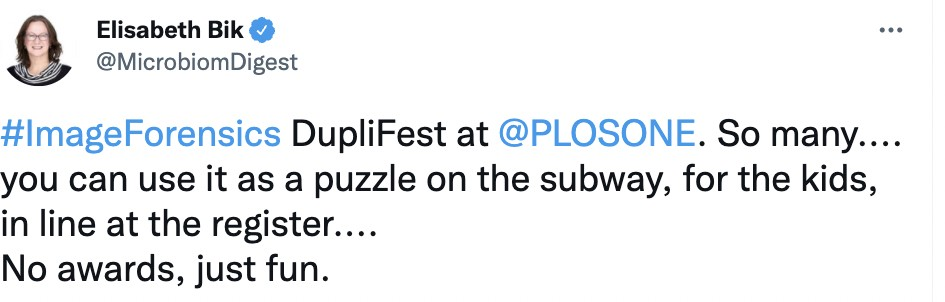 Elisabeth Bik
@MicrobiomDigest
#ImageForensics DupliFest at @PLOSONE. So many....
you can use it as a puzzle on the subway, for the kids,
in line at the register....
No awards, just fun.